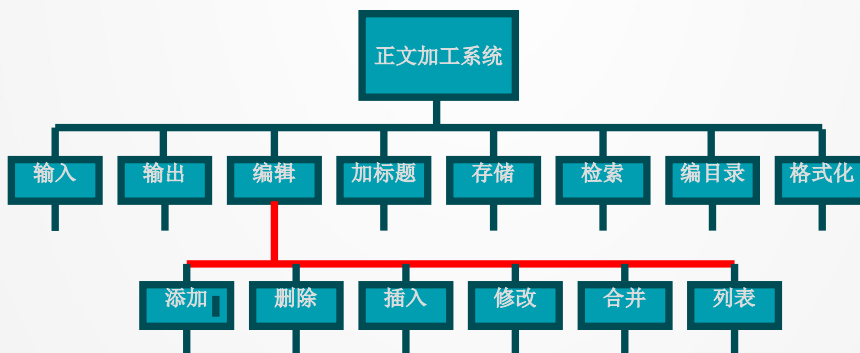 正文加工系统
输入
输出
编辑
加标题
存储
检索
编目录
格式化
添加
删除
插入
修改
合并
列表